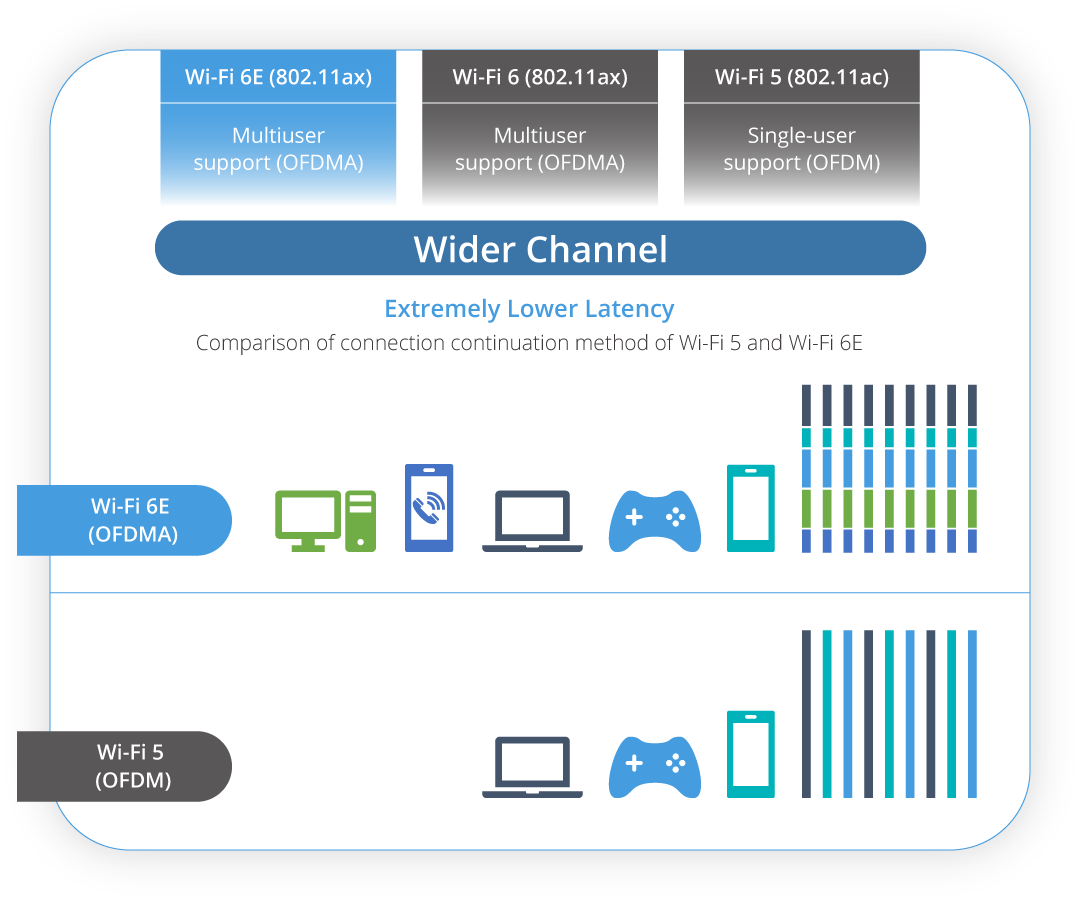 Wi-Fi 6E (802.11ax)
Multiuser
support (OFDMA)
Wi-Fi 6 (802.11ax)
Multiuser
support (OFDMA)
Wi-Fi 5 (802.11ac)
Single-user
support (OFDM)
Wider Channel
Extremely Lower Latency
Comparison of connection continuation method of Wi-Fi 5 and Wi-Fi 6E
Wi-Fi 6E
(OFDMA)
Wi-Fi 5
(OFDM)